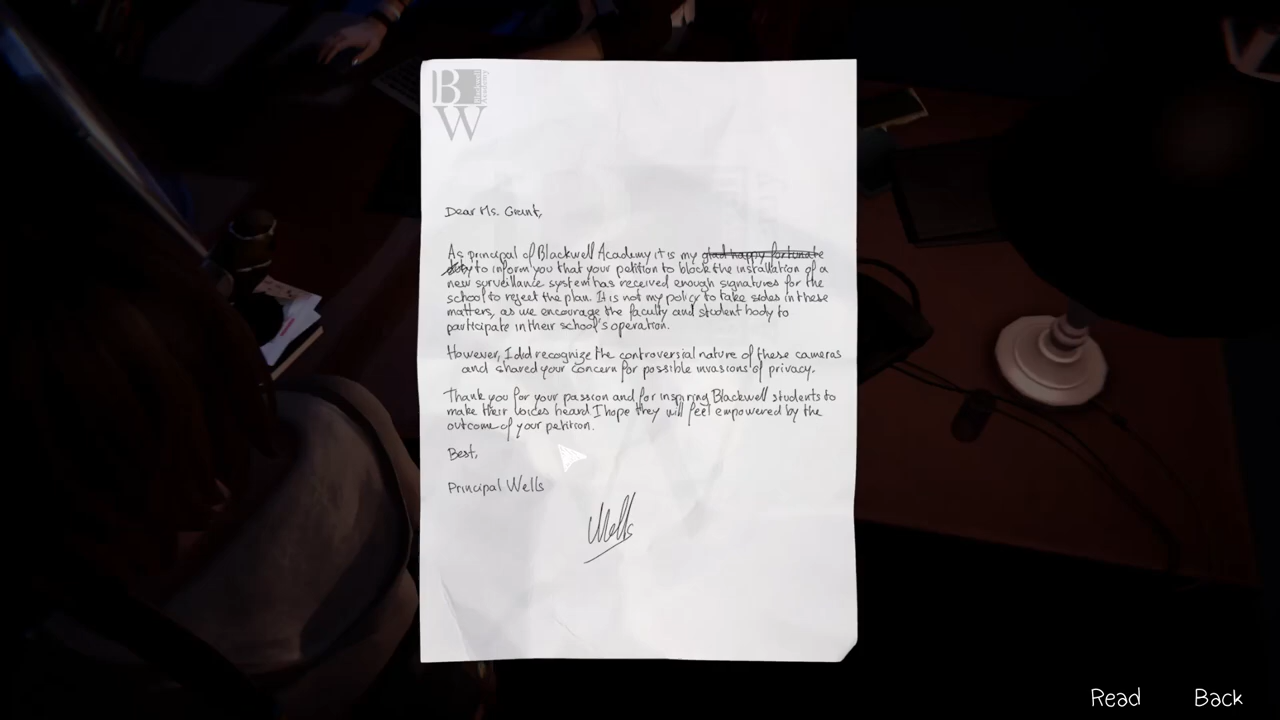 BW
Blackwell Academy
Dear Ms. Grant,
As principal of Blackwell Academy it is my glad happy fortunate
duty to inform you that your petition to block the installation of a
new surveillance system has received enough signatures for the
school to reject the plan. It is not my policy to take sides in these
matters, as we encourage the faculty and student body to
participate in their school's operation.
However, I did recognize the controversial nature of these cameras
and shared your concern for possible invasions of privacy.
Thank you for your passion and for inspiring Blackwell students to
make their voices heard I hope they will feel empowered by the
outcome of your petition.
Best,
Principal Wells
Wells
Read Back